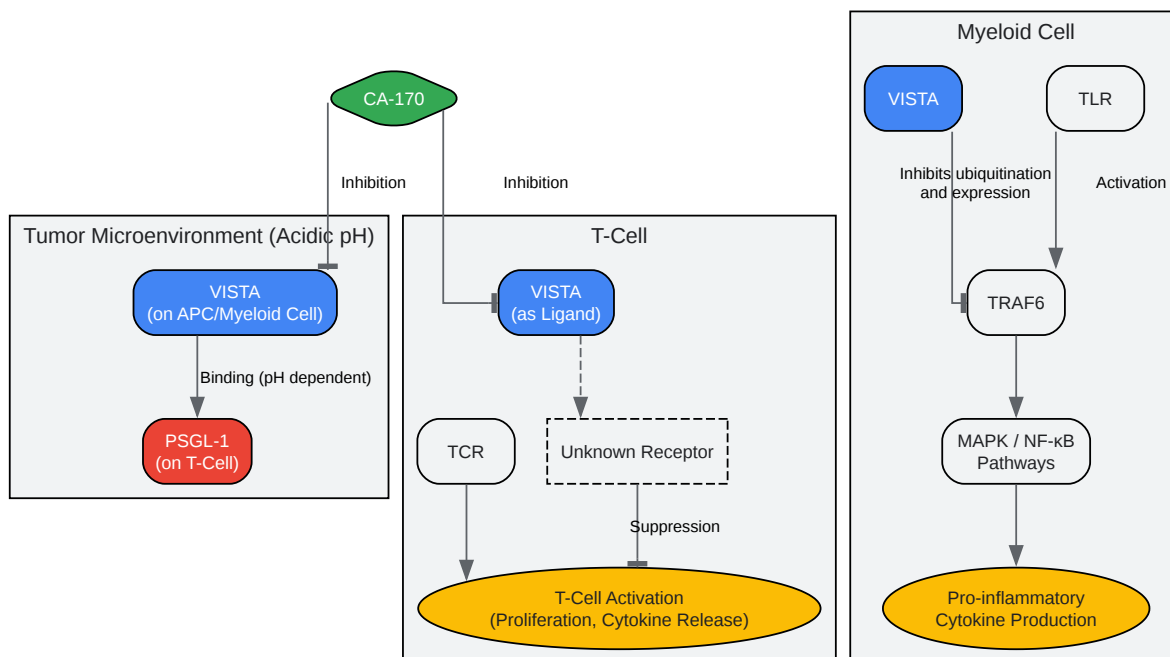 Myeloid Cell
CA-170
VISTA
TLR
Inhibition
Inhibition
Inhibits ubiquitination
and expression
Activation
Tumor Microenvironment (Acidic pH)
T-Cell
VISTA
(on APC/Myeloid Cell)
VISTA
(as Ligand)
TRAF6
Binding (pH dependent)
PSGL-1
(on T-Cell)
TCR
Unknown Receptor
MAPK / NF-κB
Pathways
Suppression
T-Cell Activation
(Proliferation, Cytokine Release)
Pro-inflammatory
Cytokine Production